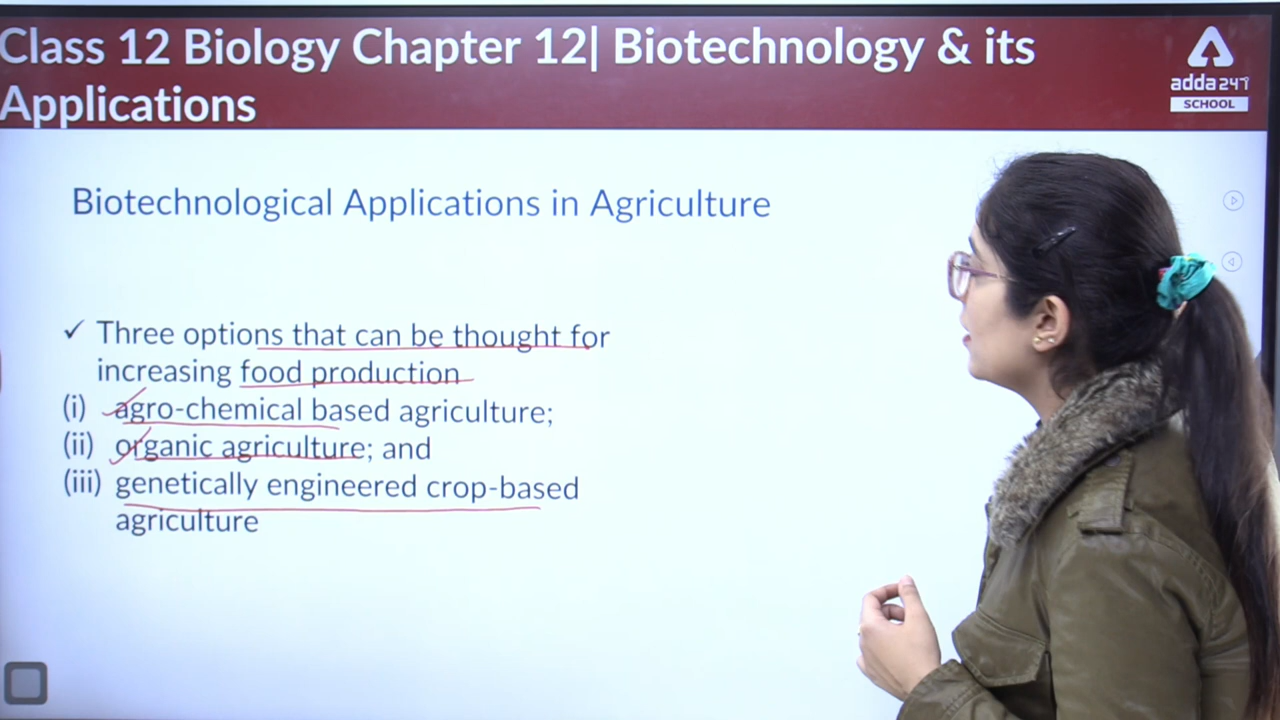 Class 12 Biology Chapter 12| Biotechnology & its
Applications
adda247
SCHOOL
Biotechnological Applications in Agriculture
✓ Three options that can be thought for
increasing food production
(i) agro-chemical based agriculture;
(ii) organic agriculture; and
(iii) genetically engineered crop-based
agriculture